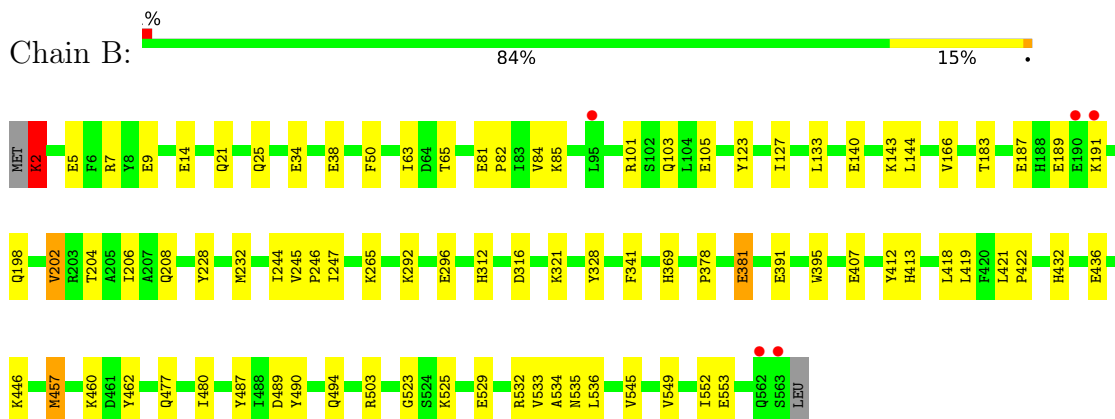 %
Chain B:
84% 15% •
MET K2 E5 F6 R7 Y8 E9 E14 Q21 Q25 E34 E38 F50 I63 D64 T65 E81 P82 I83 V84 K85 L95 R101 S102 Q103 L104 E105 Y123 I127 L133 E140 K143 L144 V166 T183 E187 H188 E189 E190 K191
Q198 V202 R203 T204 A205 I206 A207 Q208 Y228 M232 I244 V245 P246 I247 K265 K292 E296 H312 D316 K321 Y328 F341 H369 P378 E381 E391 W395 E407 Y412 H413 L418 L419 F420 L421 P422 H432 E436
K446 M457 K460 D461 Y462 Q477 I480 Y487 I488 D489 Y490 Q494 R503 G523 S524 K525 E529 R532 V533 A534 N535 L536 V545 V549 I552 E553 Q562 S563 LEU